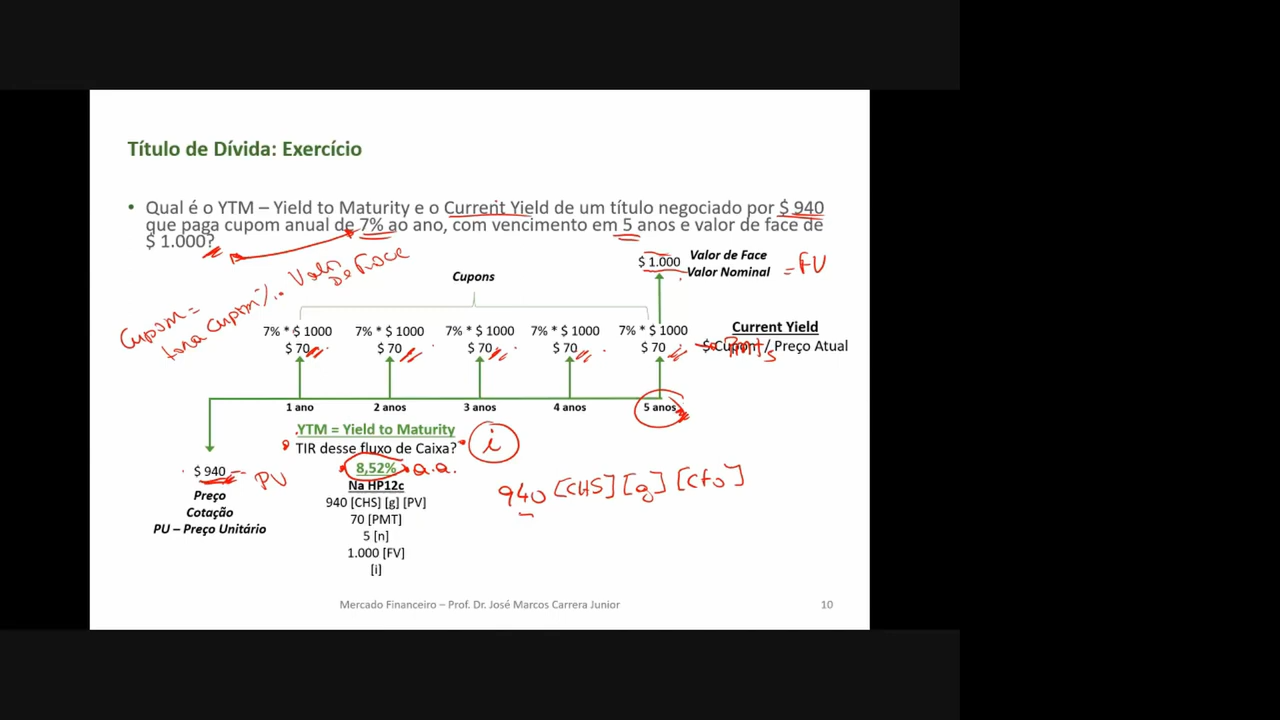 Título de Dívida: Exercício
• Qual é o YTM – Yield to Maturity e o Current Yield de um título negociado por $ 940
que paga cupom anual de 7% ao ano, com vencimento em 5 anos e valor de face de
$ 1.000?
$ 1.000
Valor de Face
Valor Nominal
= FV
Cupons
Cupom =
taxa Cupom %. Valor
De Face
7% * $ 1000 7% * $ 1000 7% * $ 1000 7% * $ 1000 7% * $ 1000
$ 70 $ 70 $ 70 $ 70 $ 70
Current Yield
$ Cupom / Preço Atual
PMTs
1 ano 2 anos 3 anos 4 anos 5 anos
YTM = Yield to Maturity
TIR desse fluxo de Caixa?
i
8,52% a.a.
$ 940 = PV
Preço
Cotação
PU – Preço Unitário
Na HP12c
940 [CHS] [g] [PV]
70 [PMT]
5 [n]
1.000 [FV]
[i]
940 [CHS] [g] [Cfo]
Mercado Financeiro – Prof. Dr. José Marcos Carrera Junior
10